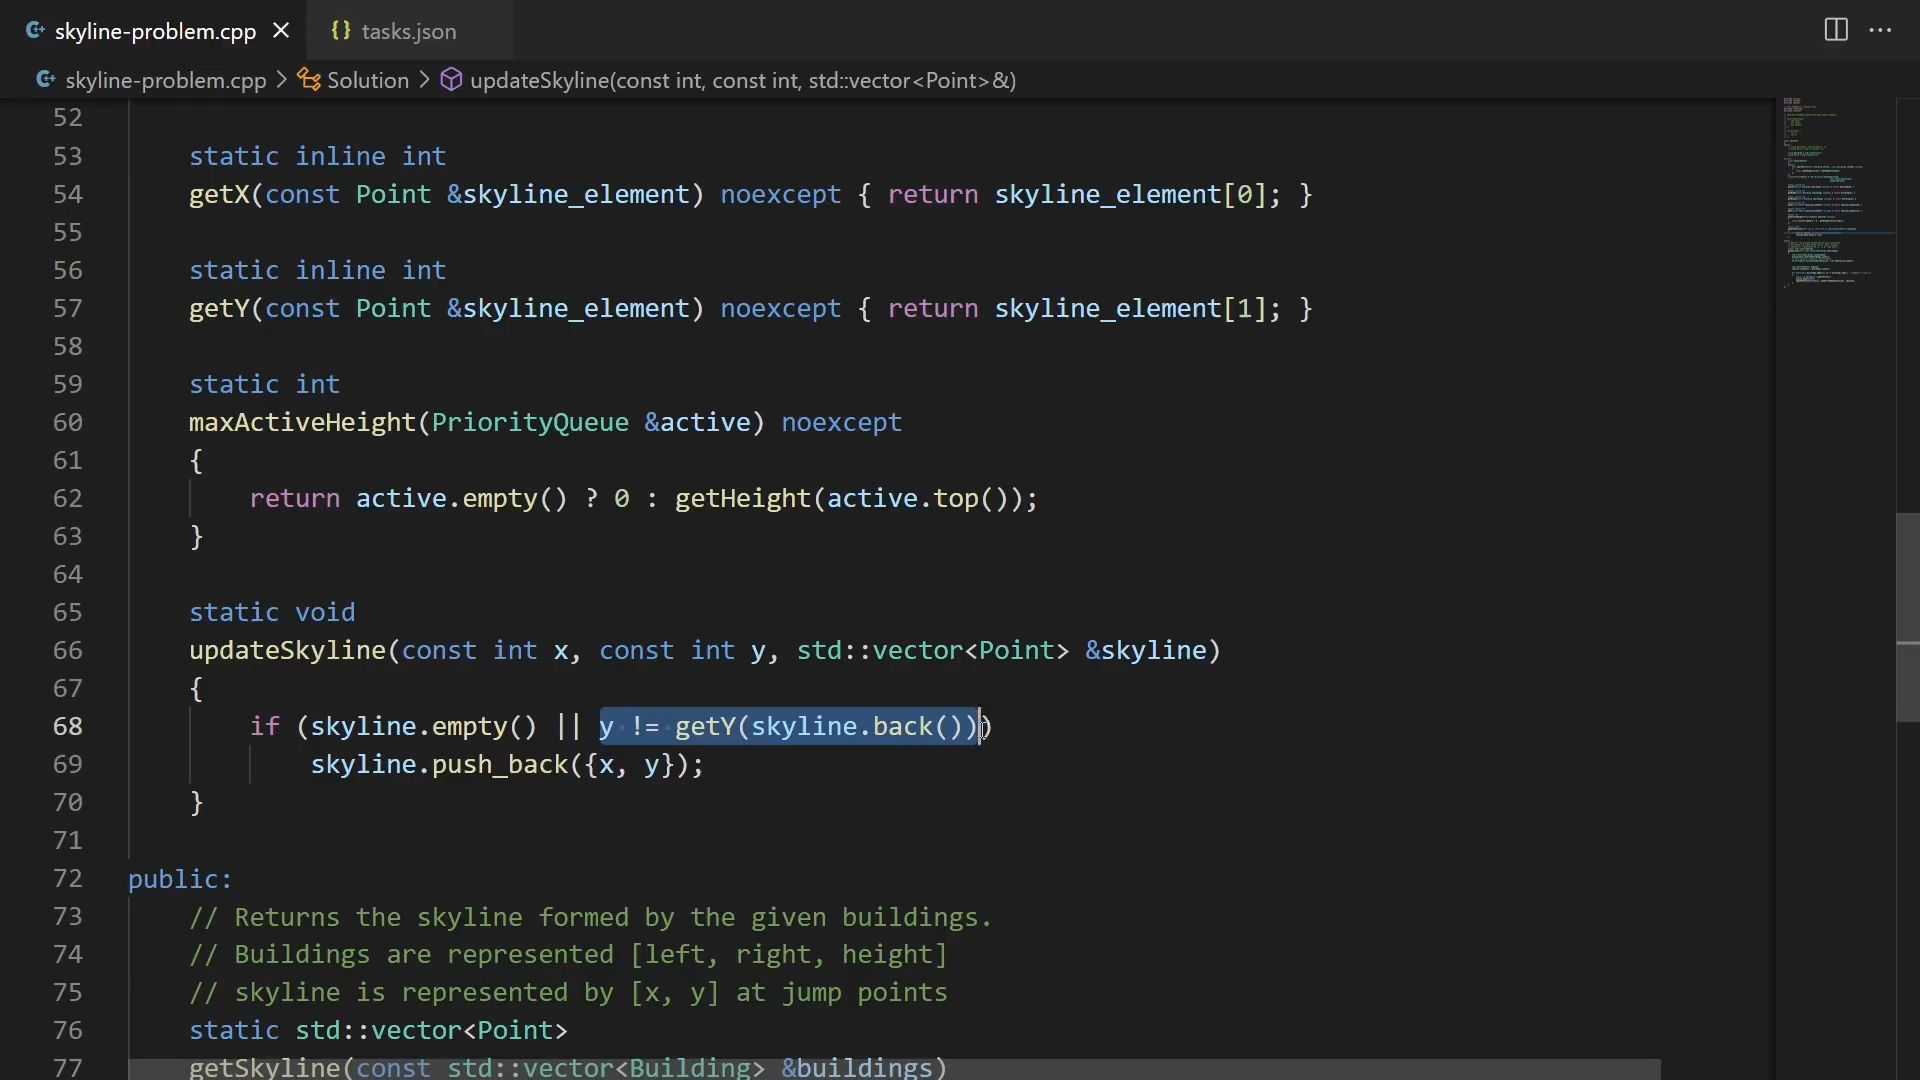 skyline-problem.cpp
{} tasks.json
skyline-problem.cpp > Solution > updateSkyline(const int, const int, std::vector<Point>&)
52
53 static inline int
54 getX(const Point &skyline_element) noexcept { return skyline_element[0]; }
55
56 static inline int
57 getY(const Point &skyline_element) noexcept { return skyline_element[1]; }
58
59 static int
60 maxActiveHeight(PriorityQueue &active) noexcept
61 {
62 return active.empty() ? 0 : getHeight(active.top());
63 }
64
65 static void
66 updateSkyline(const int x, const int y, std::vector<Point> &skyline)
67 {
68 if (skyline.empty() || y != getY(skyline.back()))
69 skyline.push_back({x, y});
70 }
71
72 public:
73 // Returns the skyline formed by the given buildings.
74 // Buildings are represented [left, right, height]
75 // skyline is represented by [x, y] at jump points
76 static std::vector<Point>
77 getSkyline(const std::vector<Building> &buildings)